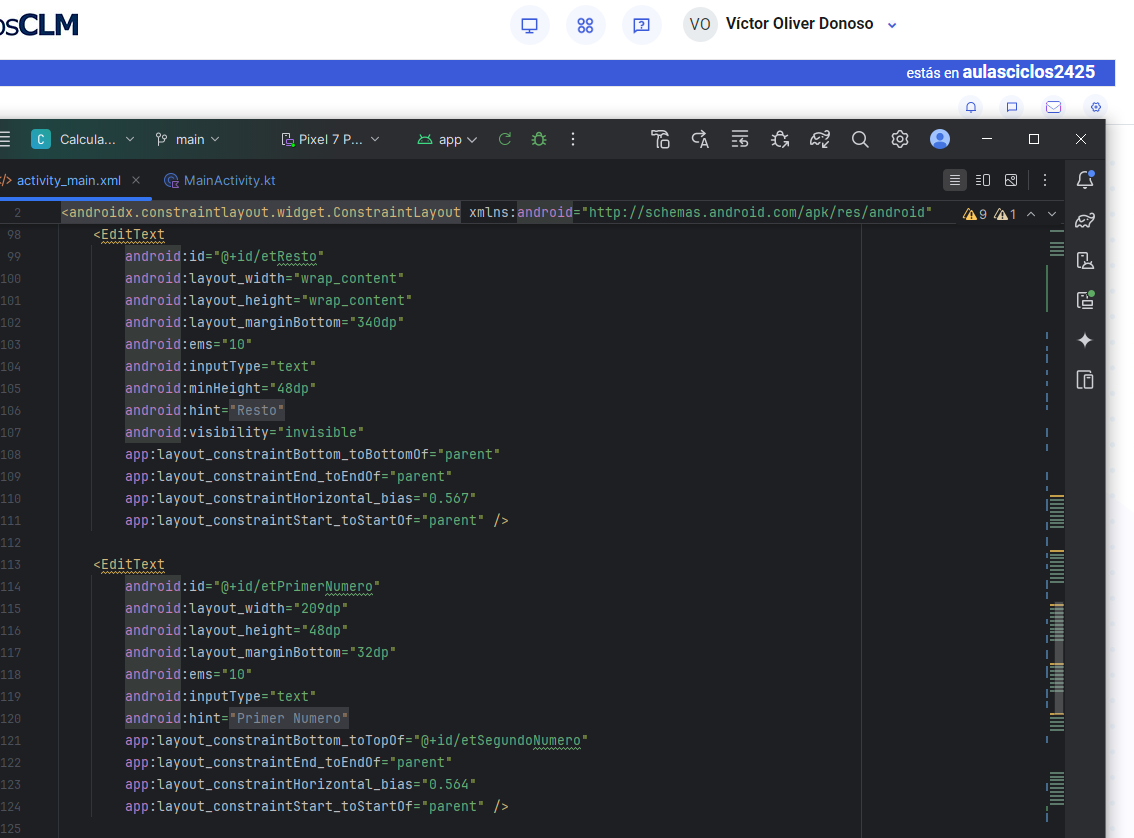 osCLM
VO Víctor Oliver Donoso
estás en aulasciclos2425
C Calcula... main Pixel 7 P... app
activity_main.xml MainActivity.kt
2 <androidx.constraintlayout.widget.ConstraintLayout xmlns:android="http://schemas.android.com/apk/res/android" 9 1
98 <EditText
99 android:id="@+id/etResto"
100 android:layout_width="wrap_content"
101 android:layout_height="wrap_content"
102 android:layout_marginBottom="340dp"
103 android:ems="10"
104 android:inputType="text"
105 android:minHeight="48dp"
106 android:hint="Resto"
107 android:visibility="invisible"
108 app:layout_constraintBottom_toBottomOf="parent"
109 app:layout_constraintEnd_toEndOf="parent"
110 app:layout_constraintHorizontal_bias="0.567"
111 app:layout_constraintStart_toStartOf="parent" />
112
113 <EditText
114 android:id="@+id/etPrimerNumero"
115 android:layout_width="209dp"
116 android:layout_height="48dp"
117 android:layout_marginBottom="32dp"
118 android:ems="10"
119 android:inputType="text"
120 android:hint="Primer Numero"
121 app:layout_constraintBottom_toTopOf="@+id/etSegundoNumero"
122 app:layout_constraintEnd_toEndOf="parent"
123 app:layout_constraintHorizontal_bias="0.564"
124 app:layout_constraintStart_toStartOf="parent" />
125